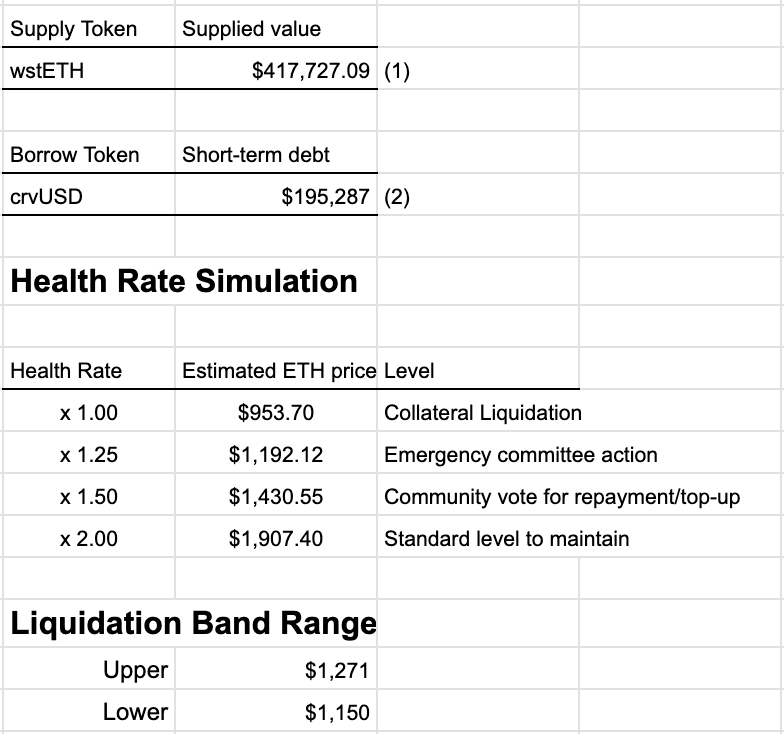 Supply Token Supplied value
wstETH $417,727.09 (1)
Borrow Token Short-term debt
crvUSD $195,287 (2)
Health Rate Simulation
Health Rate Estimated ETH price Level
x 1.00 $953.70 Collateral Liquidation
x 1.25 $1,192.12 Emergency committee action
x 1.50 $1,430.55 Community vote for repayment/top-up
x 2.00 $1,907.40 Standard level to maintain
Liquidation Band Range
Upper $1,271
Lower $1,150